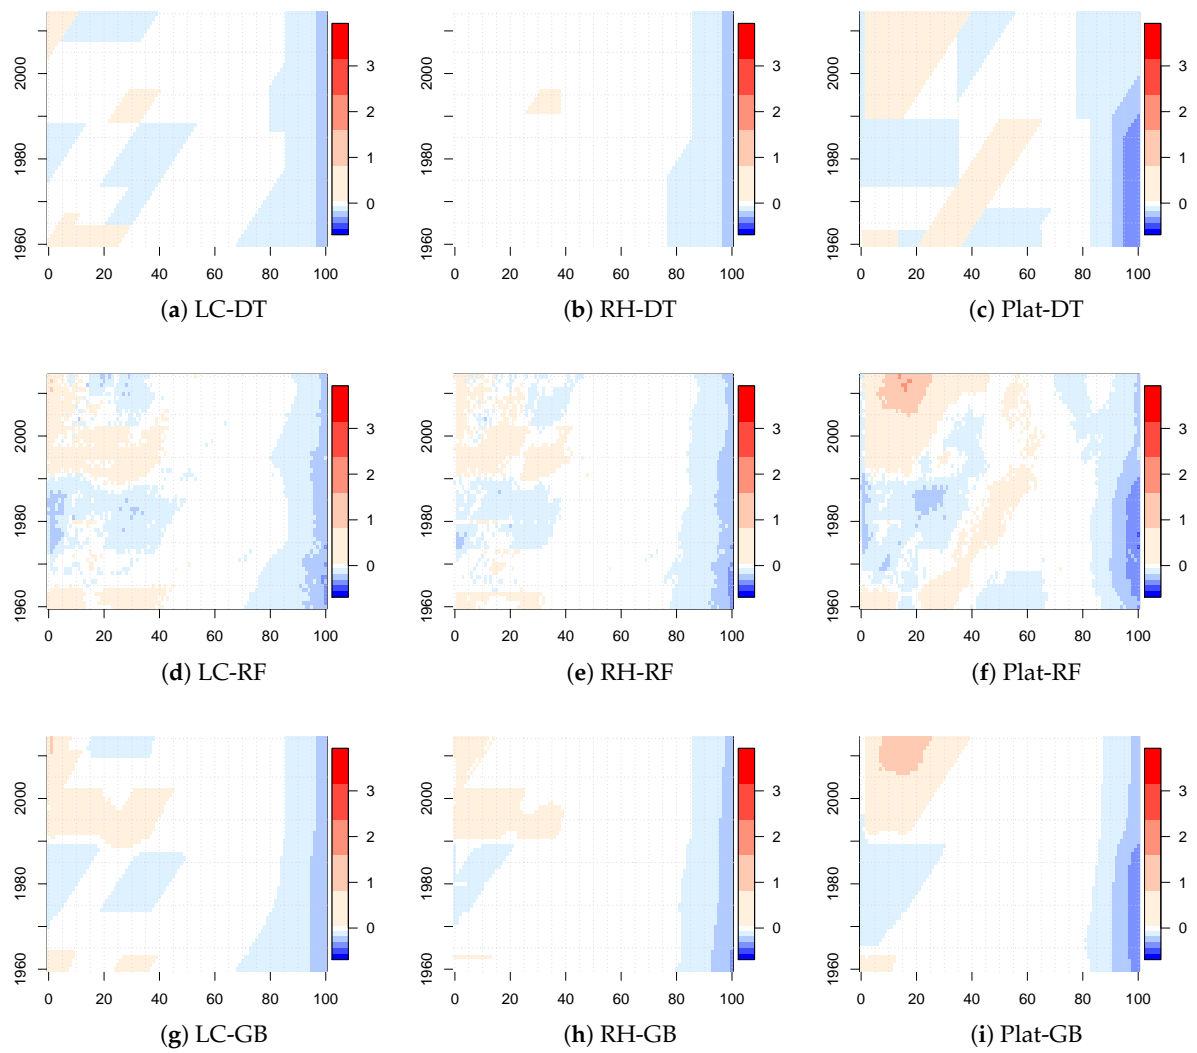 1960 1980 2000
0 20 40 60 80 100
0 1 2 3
(a) LC-DT
1960 1980 2000
0 20 40 60 80 100
0 1 2 3
(b) RH-DT
1960 1980 2000
0 20 40 60 80 100
0 1 2 3
(c) Plat-DT
1960 1980 2000
0 20 40 60 80 100
0 1 2 3
(d) LC-RF
1960 1980 2000
0 20 40 60 80 100
0 1 2 3
(e) RH-RF
1960 1980 2000
0 20 40 60 80 100
0 1 2 3
(f) Plat-RF
1960 1980 2000
0 20 40 60 80 100
0 1 2 3
(g) LC-GB
1960 1980 2000
0 20 40 60 80 100
0 1 2 3
(h) RH-GB
1960 1980 2000
0 20 40 60 80 100
0 1 2 3
(i) Plat-GB